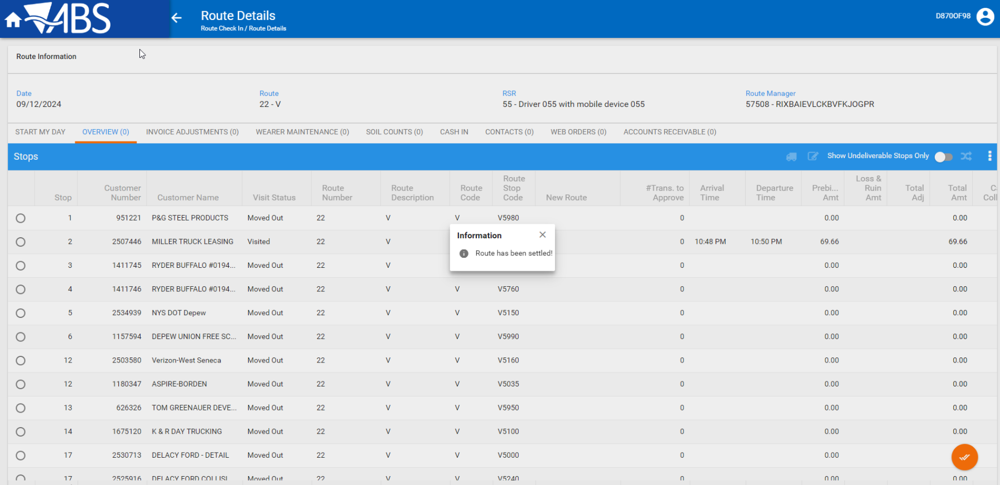 ABS
Route Details
Route Check In / Route Details
D870OF98
Route Information
Date
09/12/2024
Route
22 - V
RSR
55 - Driver 055 with mobile device 055
Route Manager
57508 - RIXBAIEVLCKBVFKJOGPR
START MY DAY OVERVIEW (0) INVOICE ADJUSTMENTS (0) WEARER MAINTENANCE (0) SOIL COUNTS (0) CASH IN CONTACTS (0) WEB ORDERS (0) ACCOUNTS RECEIVABLE (0)
Stops Show Undeliverable Stops Only
Stop
Customer
Number
Customer Name
Visit Status
Route
Number
Route
Description
Route
Code
Route
Stop
Code
New Route
#Trans. to
Approve
Arrival
Time
Departure
Time
Prebi...
Amt
Loss &
Ruin
Amt
Total
Adj
Total
Amt
Ca
Coll
1 951221 P&G STEEL PRODUCTS Moved Out 22 V V V5980 0 0.00 0.00
2 2507446 MILLER TRUCK LEASING Visited 22 V 0 10:48 PM 10:50 PM 69.66 69.66
3 1411745 RYDER BUFFALO #0194... Moved Out 22 V 0 0.00 0.00
4 1411746 RYDER BUFFALO #0194... Moved Out 22 V V V5760 0 0.00 0.00
5 2534939 NYS DOT Depew Moved Out 22 V V V5150 0 0.00 0.00
6 1157594 DEPEW UNION FREE SC... Moved Out 22 V V V5990 0 0.00 0.00
12 2503580 Verizon-West Seneca Moved Out 22 V V V5160 0 0.00 0.00
12 1180347 ASPIRE-BORDEN Moved Out 22 V V V5035 0 0.00 0.00
13 626326 TOM GREENAUER DEVE... Moved Out 22 V V V5950 0 0.00 0.00
14 1675120 K & R DAY TRUCKING Moved Out 22 V V V5100 0 0.00 0.00
17 2530713 DELACY FORD - DETAIL Moved Out 22 V V V5000 0 0.00 0.00
17 2525916 DELACY FORD COLLISI... Moved Out 22 V V V5240 0 0.00 0.00
Information
Route has been settled!